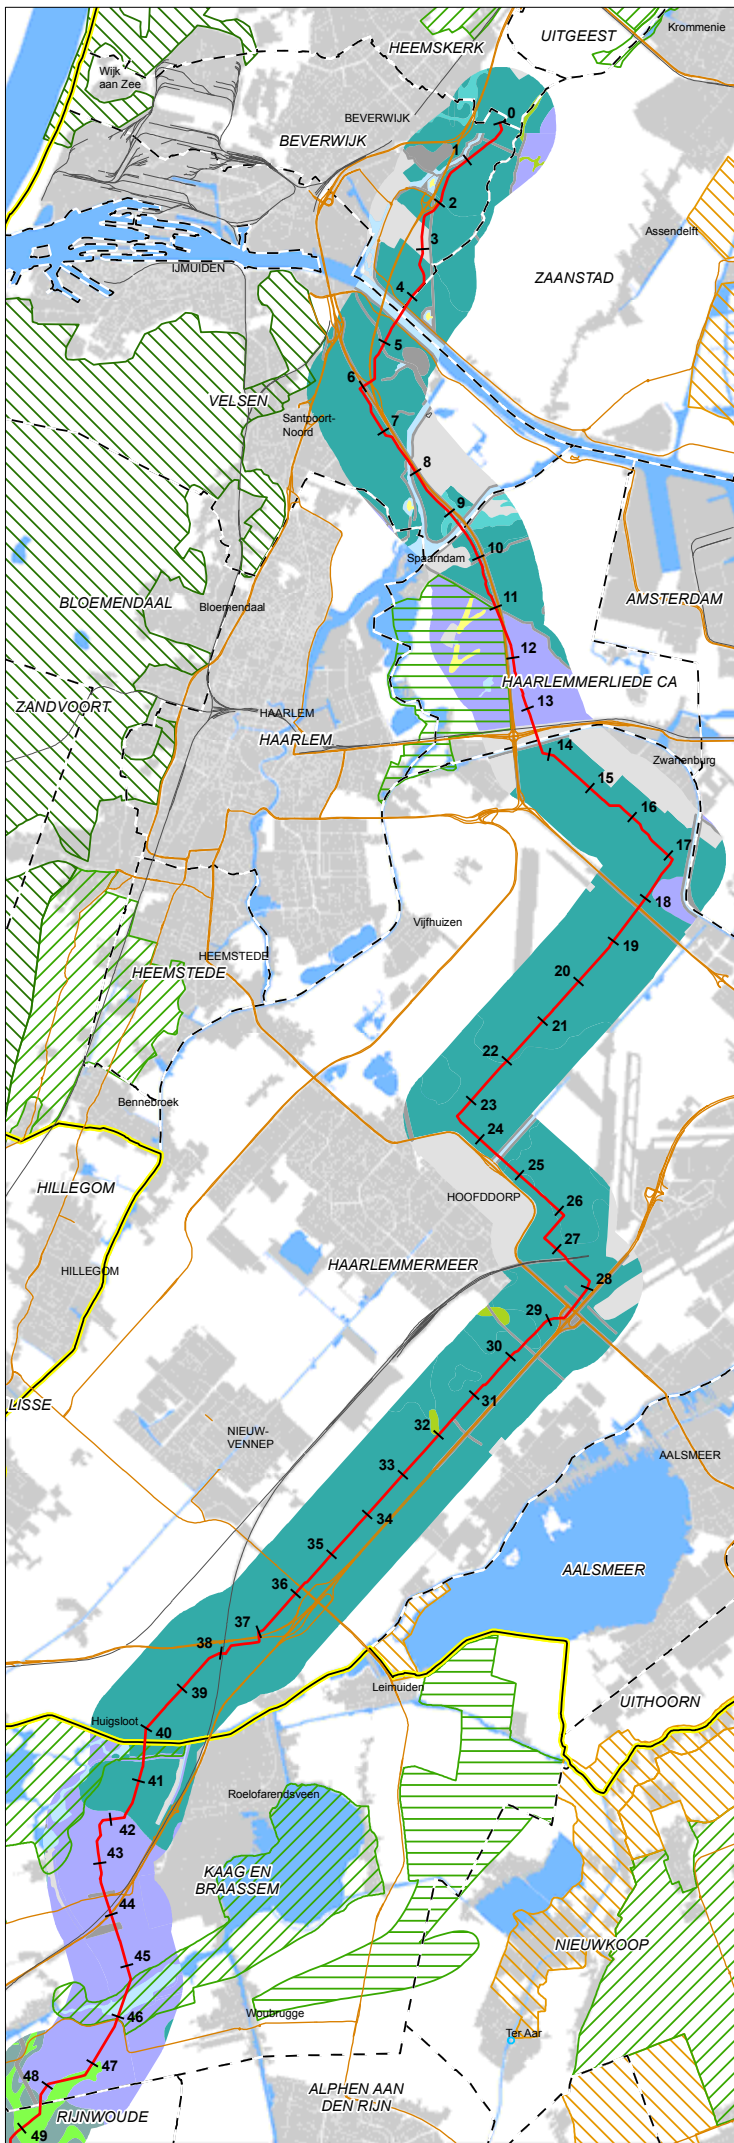 HEEMSKERK
UITGEEST
Krommenie
Wijk
aan Zee
BEVERWIJK
BEVERWIJK
0
1
2
3
Assendelft
IJMUIDEN
ZAANSTAD
4
5
6
VELSEN
Santpoort-
Noord
7
8
9
10
Spaarndam
BLOEMENDAAL
Bloemendaal
11
AMSTERDAM
12
HAARLEMMERLIEDE CA
ZANDVOORT
13
HAARLEM
HAARLEM
14
Zwanenburg
15
16
17
18
Vijfhuizen
19
HEEMSTEDE
HEEMSTEDE
20
21
22
23
Bennebroek
24
25
HILLEGOM
HOOFDDORP
26
27
HAARLEMMERMEER
HILLEGOM
28
29
30
31
LISSE
32
NIEUW-
VENNEP
AALSMEER
33
34
35
AALSMEER
36
37
38
39
Leimuiden
UITHOORN
Huigsloot
40
41
Roelofarendsveen
42
43
KAAG EN
BRAASSEM
44
NIEUWKOOP
45
46
Woubrugge
Ter Aar
47
48
ALPHEN AAN
DEN RIJN
RIJNWOUDE
49